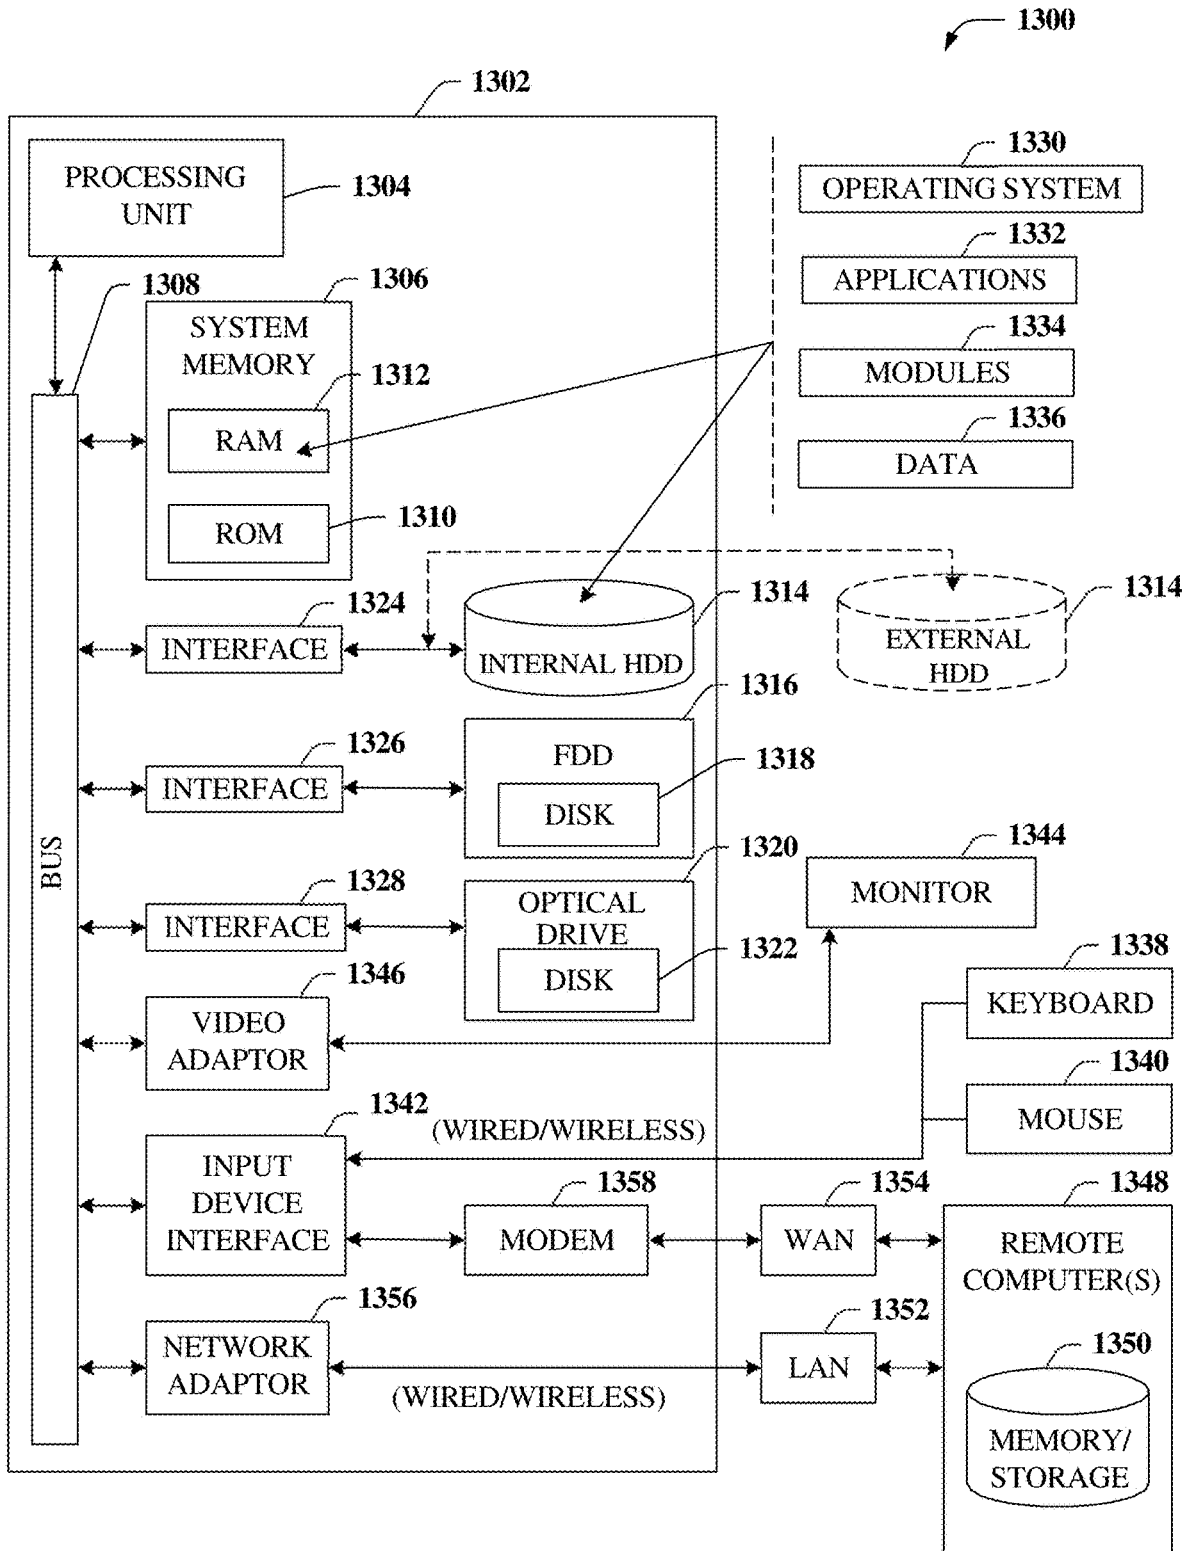 1300
1302
PROCESSING
UNIT
1304
1308
1306
SYSTEM
MEMORY
1312
RAM
1310
ROM
1330
OPERATING SYSTEM
1332
APPLICATIONS
1334
MODULES
1336
DATA
1324
INTERFACE
1314
INTERNAL HDD
1314
EXTERNAL
HDD
1316
1326
INTERFACE
FDD
1318
DISK
BUS
1320
1328
INTERFACE
OPTICAL
DRIVE
1322
DISK
1344
MONITOR
1346
VIDEO
ADAPTOR
1338
KEYBOARD
1340
MOUSE
1342
(WIRED/WIRELESS)
INPUT
DEVICE
INTERFACE
1358
MODEM
1354
WAN
1348
REMOTE
COMPUTER(S)
1356
NETWORK
ADAPTOR
(WIRED/WIRELESS)
1352
LAN
1350
MEMORY/
STORAGE